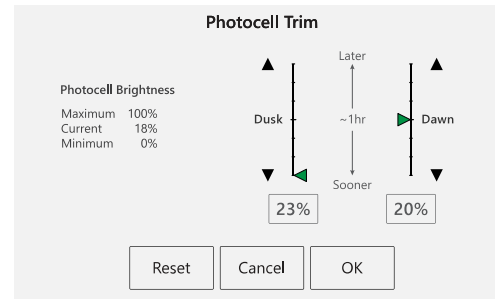 Photocell Trim
Later
Photocell Brightness
Maximum 100%
Current 18%
Minimum 0%
Dusk
~1hr
Dawn
Sooner
23%
20%
Reset
Cancel
OK